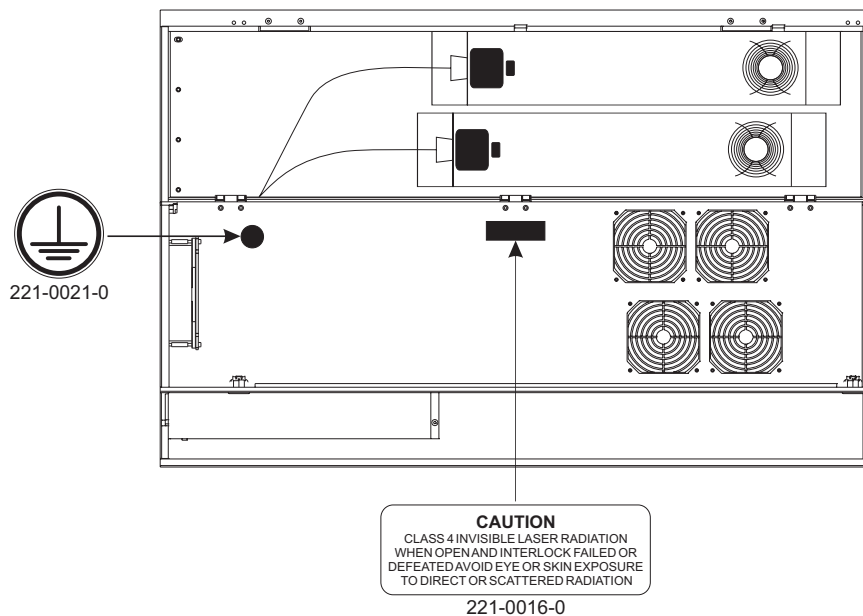 221-0021-0
CAUTION
CLASS 4 INVISIBLE LASER RADIATION
WHEN OPEN AND INTERLOCK FAILED OR
DEFEATED AVOID EYE OR SKIN EXPOSURE
TO DIRECT OR SCATTERED RADIATION
221-0016-0